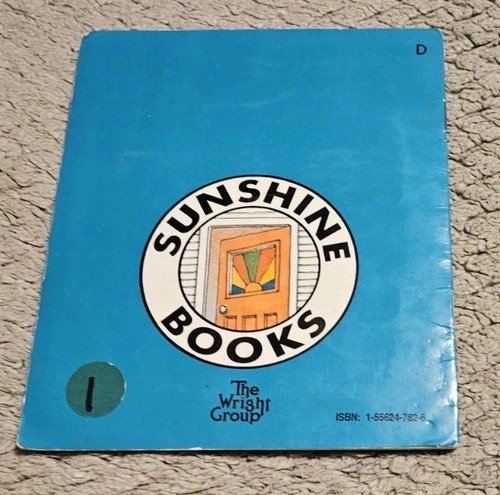 D
SUNSHINE
BOOKS
1
The
Wright
Group
ISBN: 1-55624-782-6